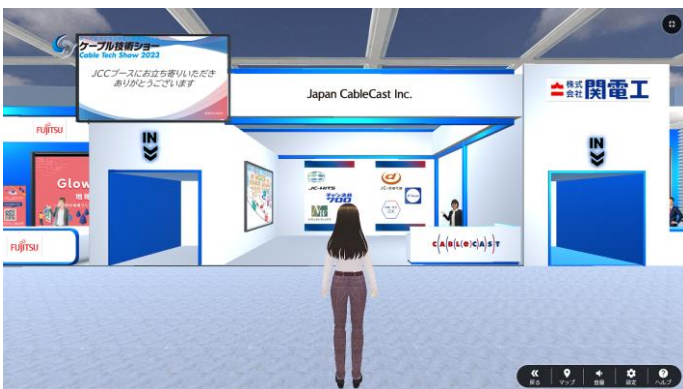 ケーブル技術ショー
Cable Tech Show 2023
JCCブースにお立ち寄りいただき
ありがとうございます
Japan CableCast Inc.
株式会社 関電工
FUJITSU
IN
IN
Glow
FUJITSU
JC-HITS
700
CABLECAST
戻る
マップ
音量
設定
ヘルプ